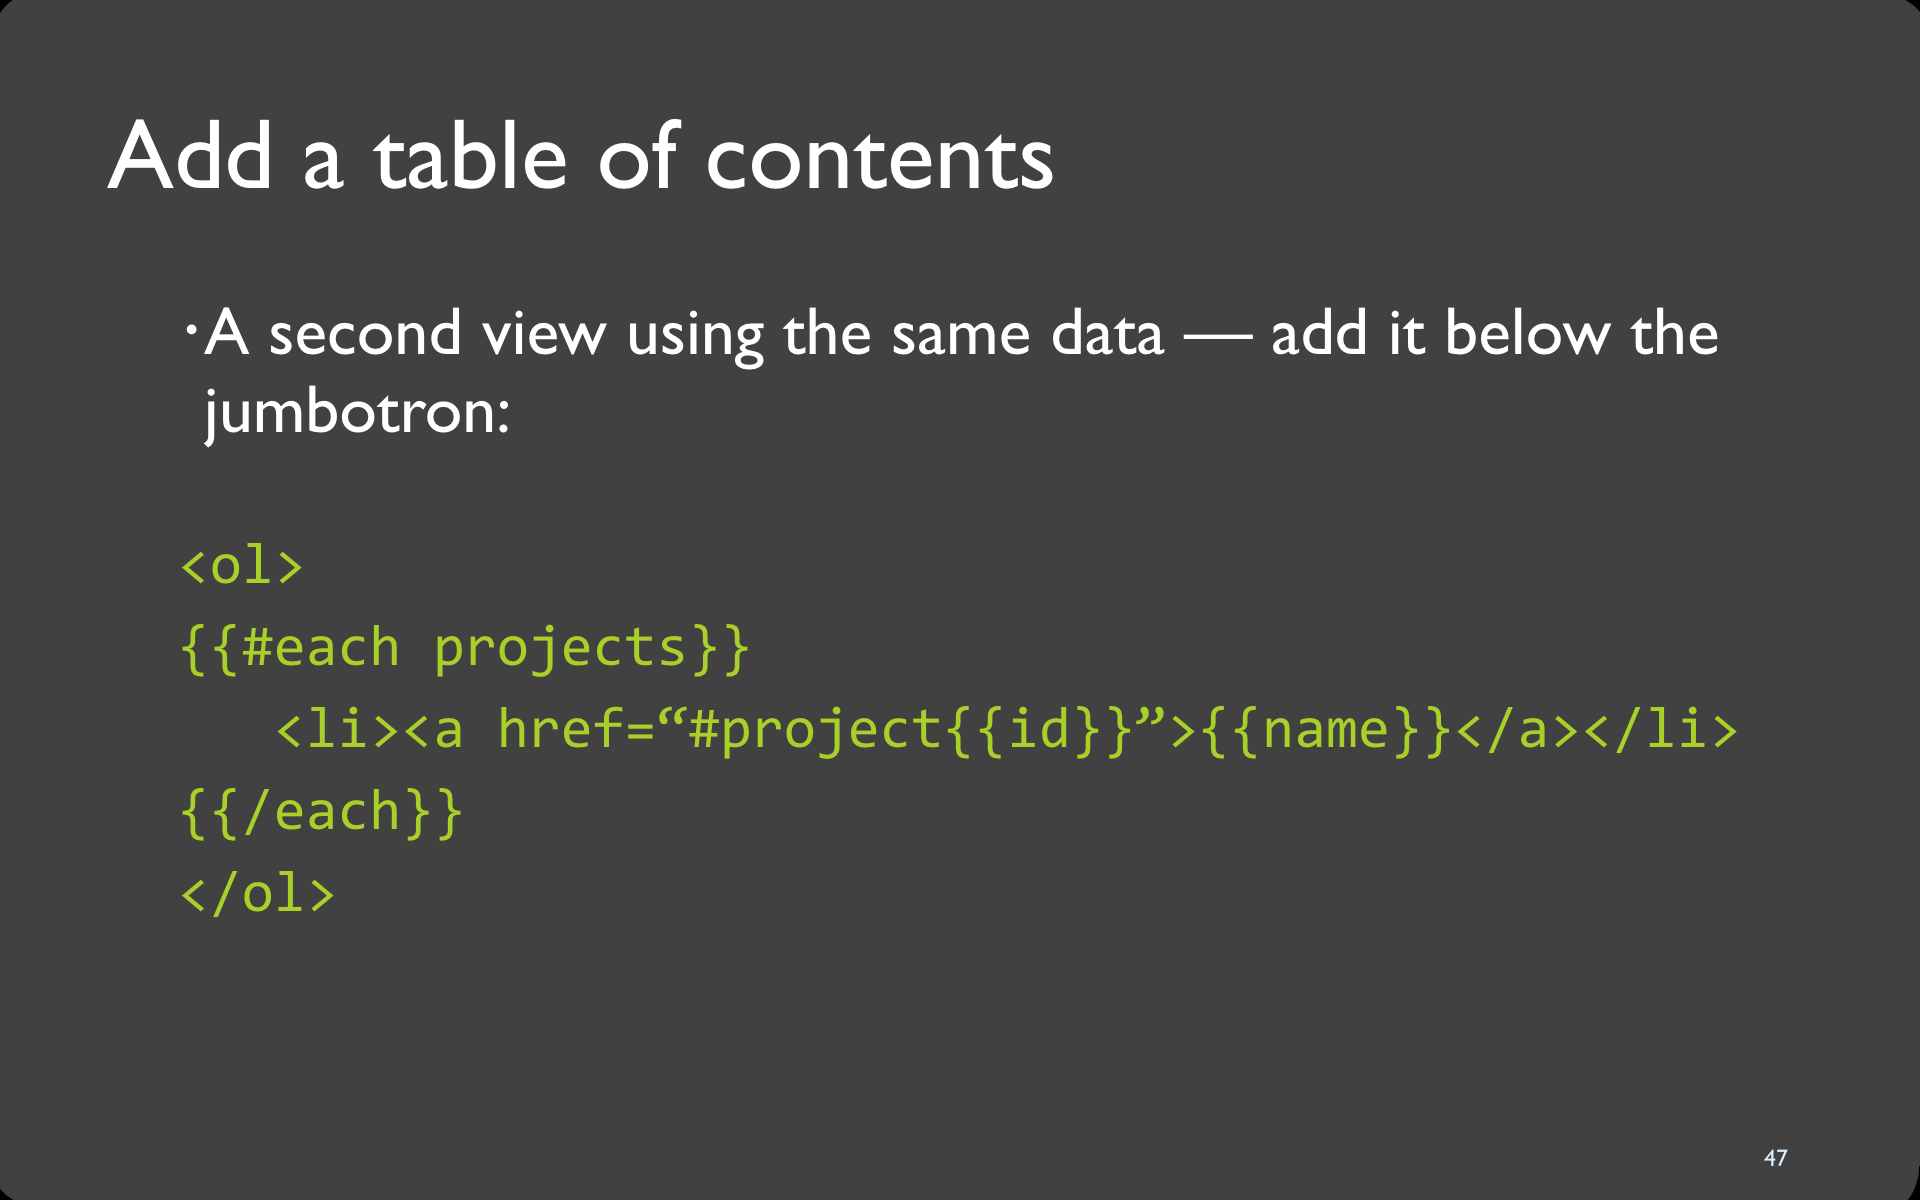 Add a table of contents
•A second view using the same data — add it below the
jumbotron:
<ol>
{{#each projects}}
   <li><a href=“#project{{id}}”>{{name}}</a></li>
{{/each}}
</ol>
47